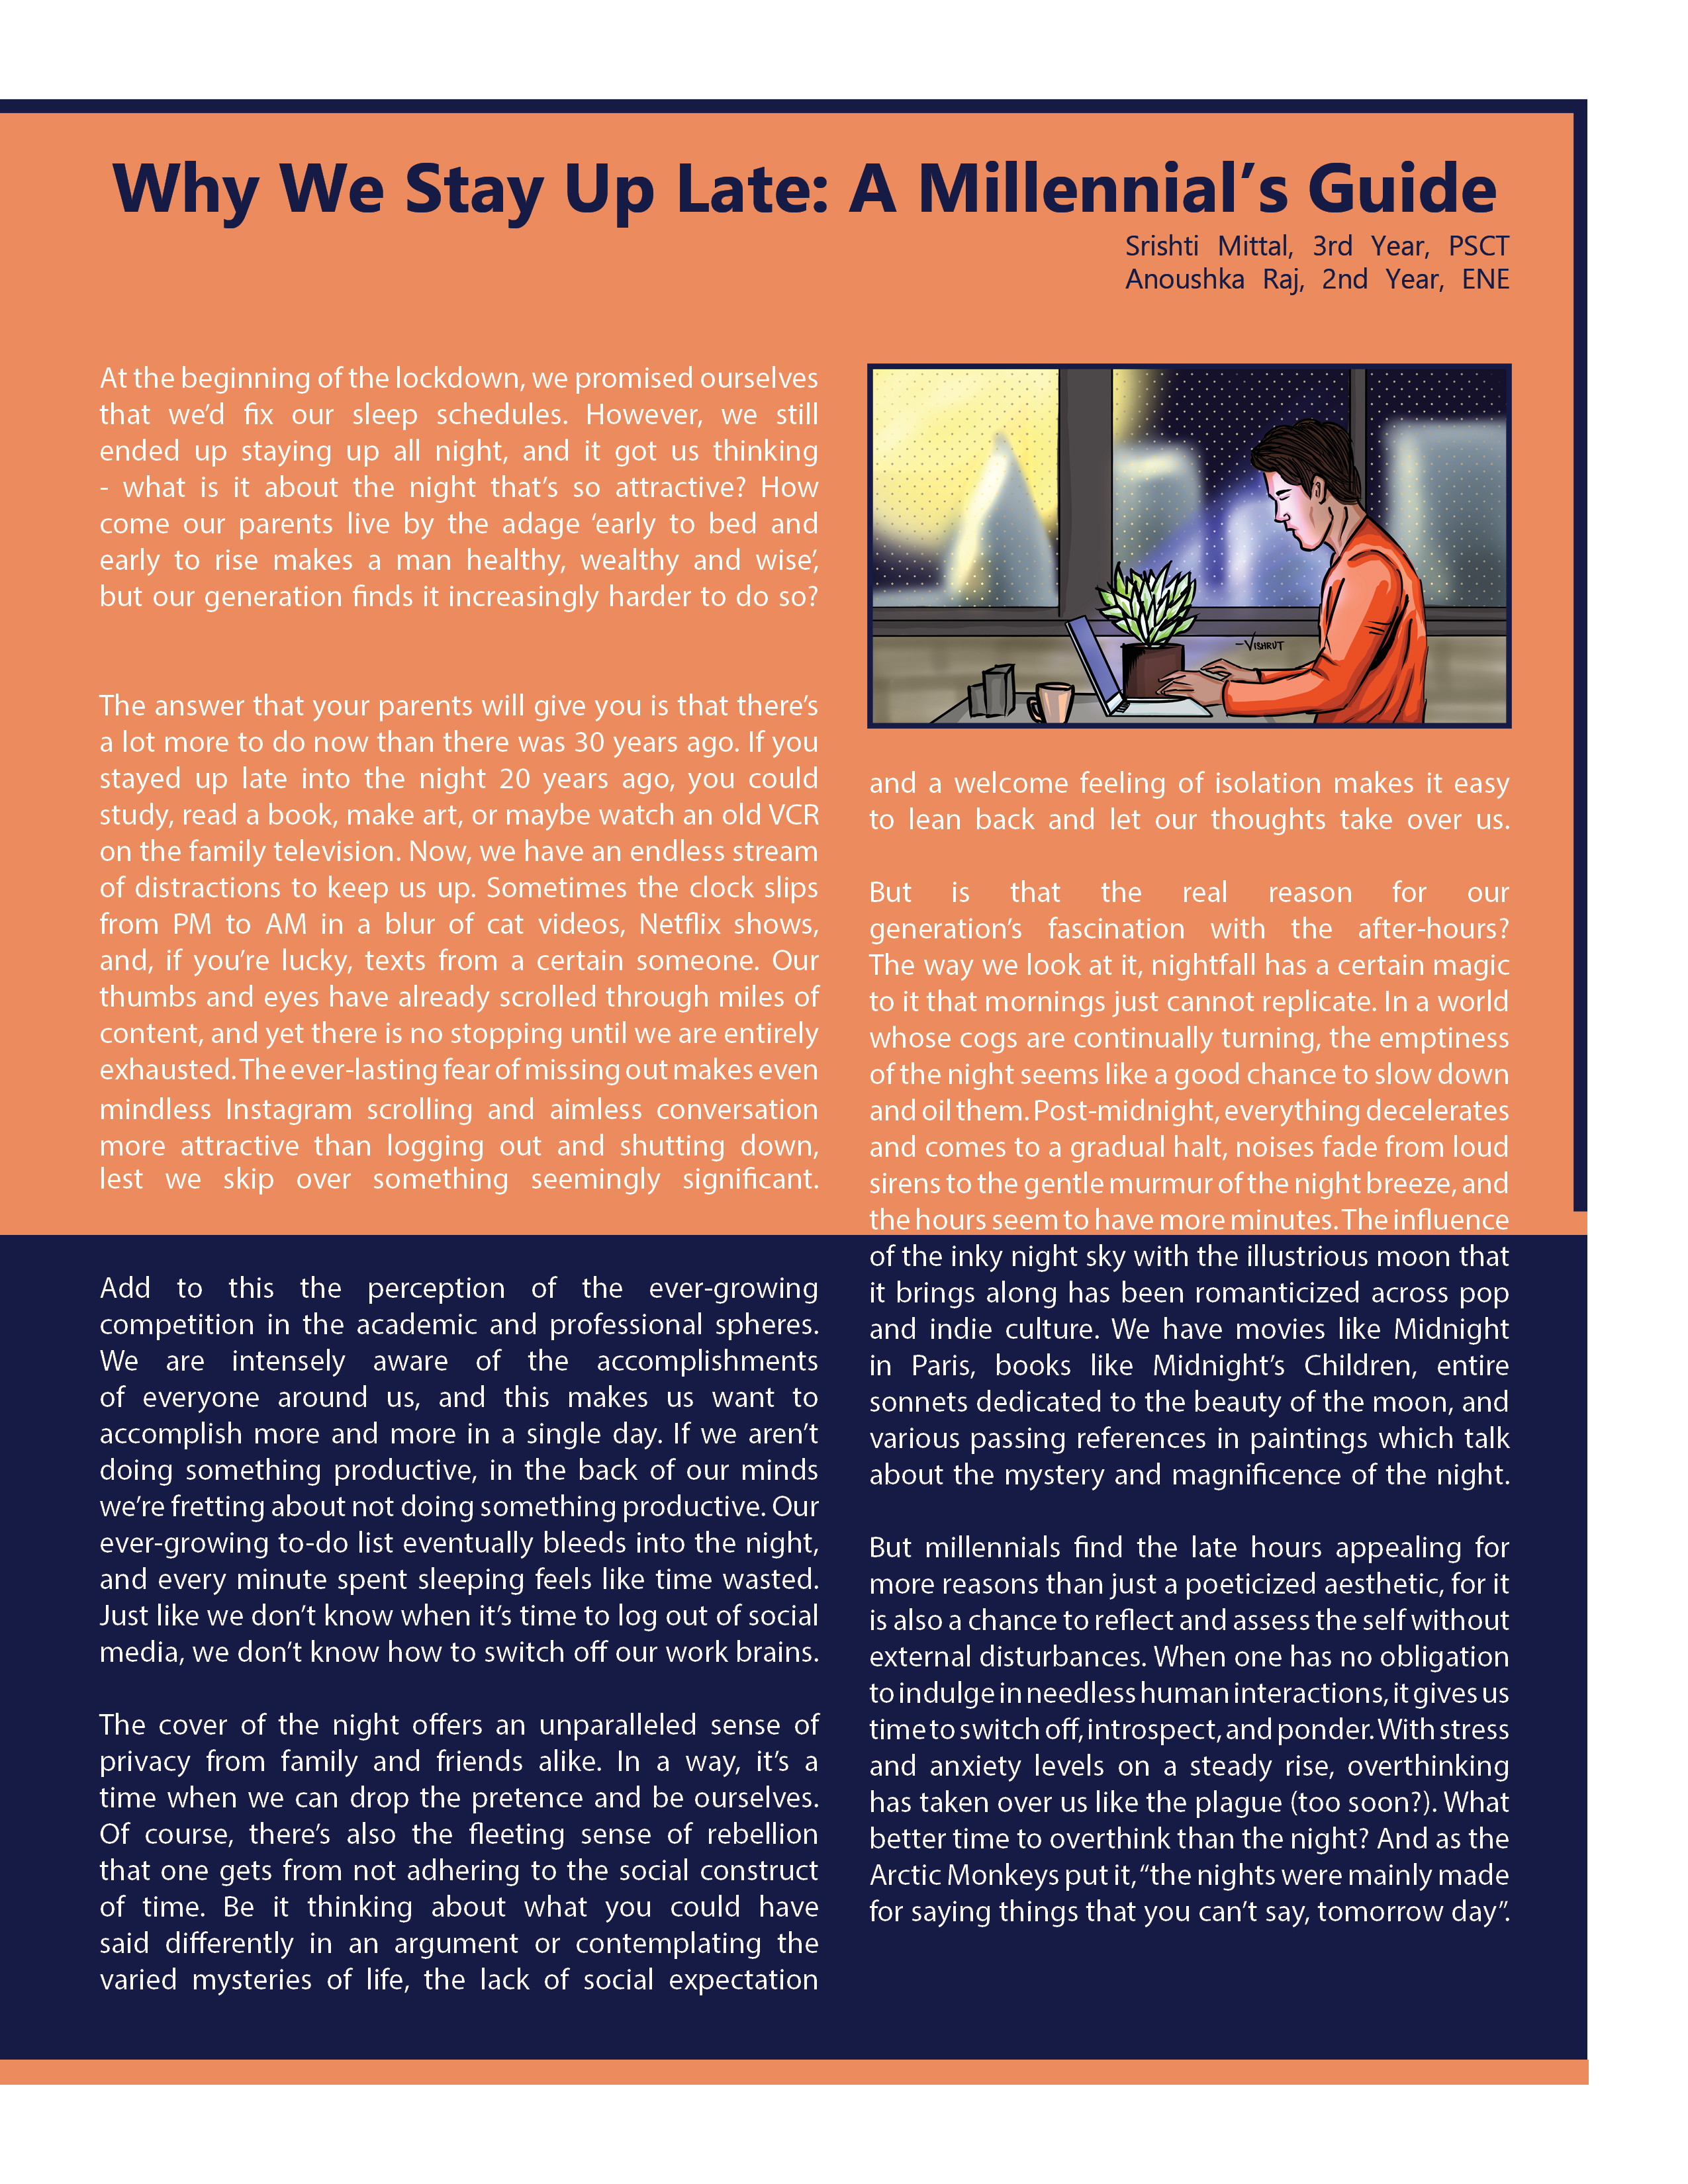 Why We Stay Up Late: A Millennial’s Guide
Srishti Mittal, 3rd Year, PSCT
Anoushka Raj, 2nd Year, ENE
At the beginning of the lockdown, we promised ourselves
that we’d fix our sleep schedules. However, we still
ended up staying up all night, and it got us thinking
- what is it about the night that’s so attractive? How
come our parents live by the adage ‘early to bed and
early to rise makes a man healthy, wealthy and wise’,
but our generation finds it increasingly harder to do so?
The answer that your parents will give you is that there’s
a lot more to do now than there was 30 years ago. If you
stayed up late into the night 20 years ago, you could
study, read a book, make art, or maybe watch an old VCR
on the family television. Now, we have an endless stream
of distractions to keep us up. Sometimes the clock slips
from PM to AM in a blur of cat videos, Netflix shows,
and, if you’re lucky, texts from a certain someone. Our
thumbs and eyes have already scrolled through miles of
content, and yet there is no stopping until we are entirely
exhausted. The ever-lasting fear of missing out makes even
mindless Instagram scrolling and aimless conversation
more attractive than logging out and shutting down,
lest we skip over something seemingly significant.
Add to this the perception of the ever-growing
competition in the academic and professional spheres.
We are intensely aware of the accomplishments
of everyone around us, and this makes us want to
accomplish more and more in a single day. If we aren’t
doing something productive, in the back of our minds
we’re fretting about not doing something productive. Our
ever-growing to-do list eventually bleeds into the night,
and every minute spent sleeping feels like time wasted.
Just like we don’t know when it’s time to log out of social
media, we don’t know how to switch off our work brains.
The cover of the night offers an unparalleled sense of
privacy from family and friends alike. In a way, it’s a
time when we can drop the pretence and be ourselves.
Of course, there’s also the fleeting sense of rebellion
that one gets from not adhering to the social construct
of time. Be it thinking about what you could have
said differently in an argument or contemplating the
varied mysteries of life, the lack of social expectation
-VISHRUT
and a welcome feeling of isolation makes it easy
to lean back and let our thoughts take over us.
But is that the real reason for our
generation’s fascination with the after-hours?
The way we look at it, nightfall has a certain magic
to it that mornings just cannot replicate. In a world
whose cogs are continually turning, the emptiness
of the night seems like a good chance to slow down
and oil them. Post-midnight, everything decelerates
and comes to a gradual halt, noises fade from loud
sirens to the gentle murmur of the night breeze, and
the hours seem to have more minutes. The influence
of the inky night sky with the illustrious moon that
it brings along has been romanticized across pop
and indie culture. We have movies like Midnight
in Paris, books like Midnight’s Children, entire
sonnets dedicated to the beauty of the moon, and
various passing references in paintings which talk
about the mystery and magnificence of the night.
But millennials find the late hours appealing for
more reasons than just a poeticized aesthetic, for it
is also a chance to reflect and assess the self without
external disturbances. When one has no obligation
to indulge in needless human interactions, it gives us
time to switch off, introspect, and ponder. With stress
and anxiety levels on a steady rise, overthinking
has taken over us like the plague (too soon?). What
better time to overthink than the night? And as the
Arctic Monkeys put it, “the nights were mainly made
for saying things that you can’t say, tomorrow day”.